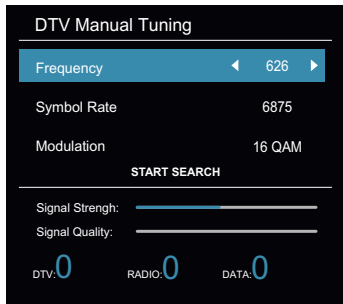 DTV Manual Tuning
Frequency 626
Symbol Rate 6875
Modulation 16 QAM
START SEARCH
Signal Strengh:
Signal Quality:
DTV:0 RADIO:0 DATA:0